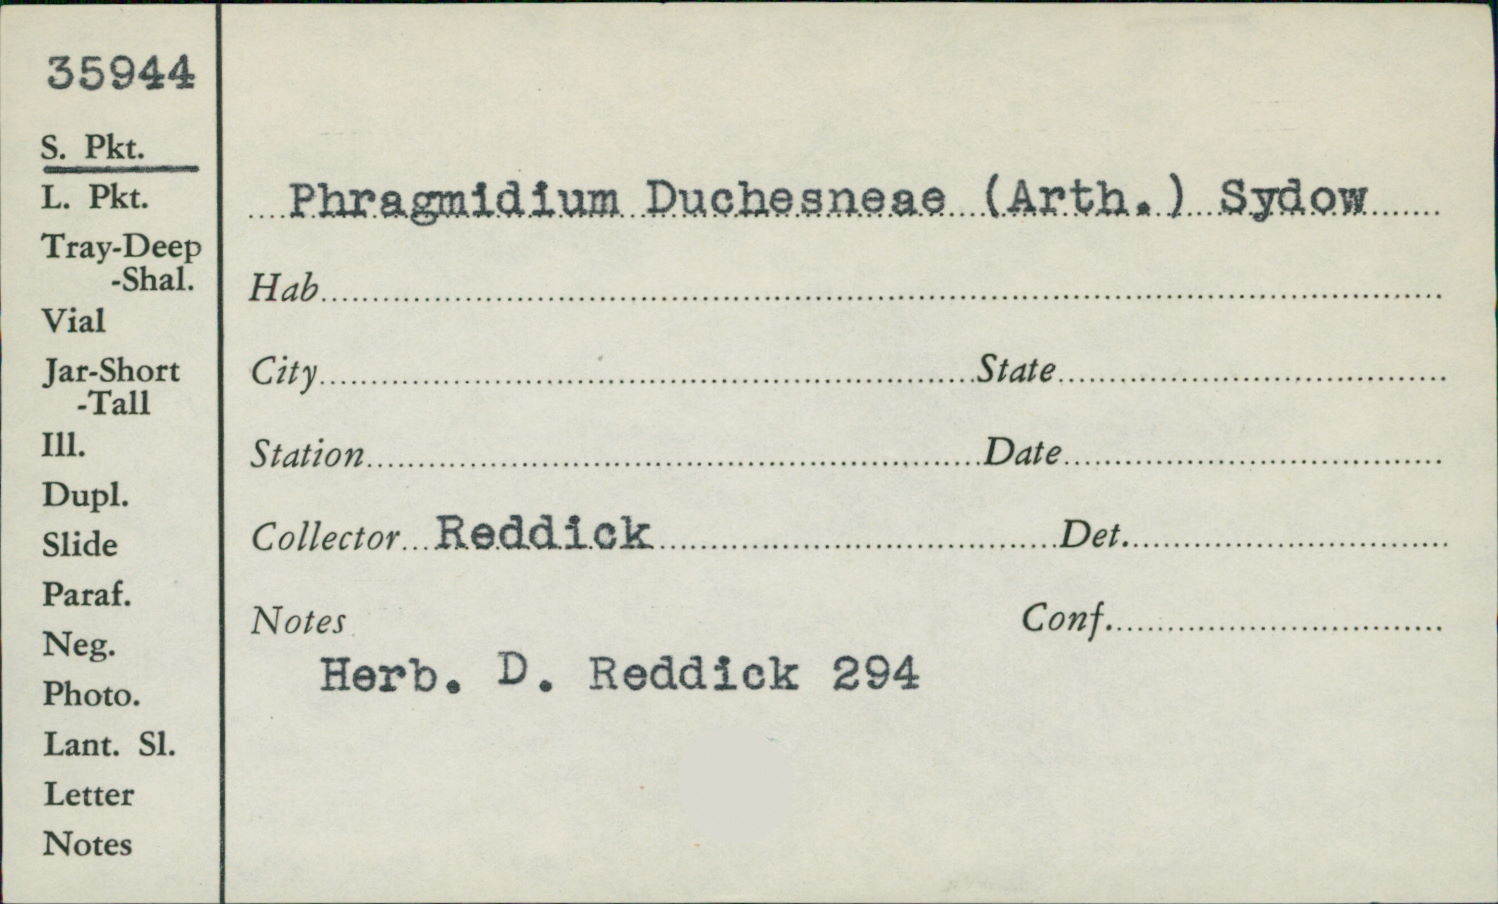 35944
S. Pkt.
L. Pkt.
Tray-Deep
-Shal.
Vial
Jar-Short
-Tall
Ill.
Dupl.
Slide
Paraf.
Neg.
Photo.
Lant. Sl.
Letter
Notes
Phragmidium Duchesneae (Arth.) Sydow
Hab
City State
Station Date
Collector Reddick Det.
Notes Conf.
Herb. D. Reddick 294